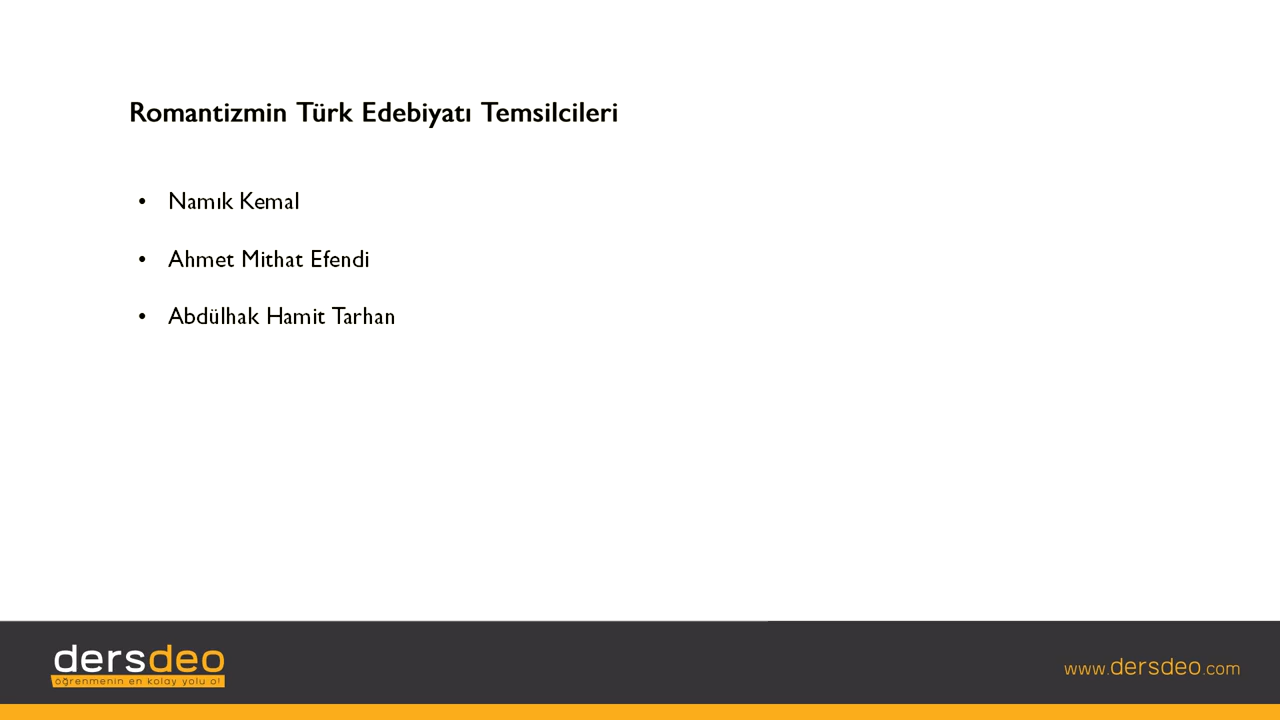 Romantizmin Türk Edebiyatı Temsilcileri
• Namık Kemal
• Ahmet Mithat Efendi
• Abdülhak Hamit Tarhan
dersdeo
öğrenmenin en kolay yolu o!
www.dersdeo.com